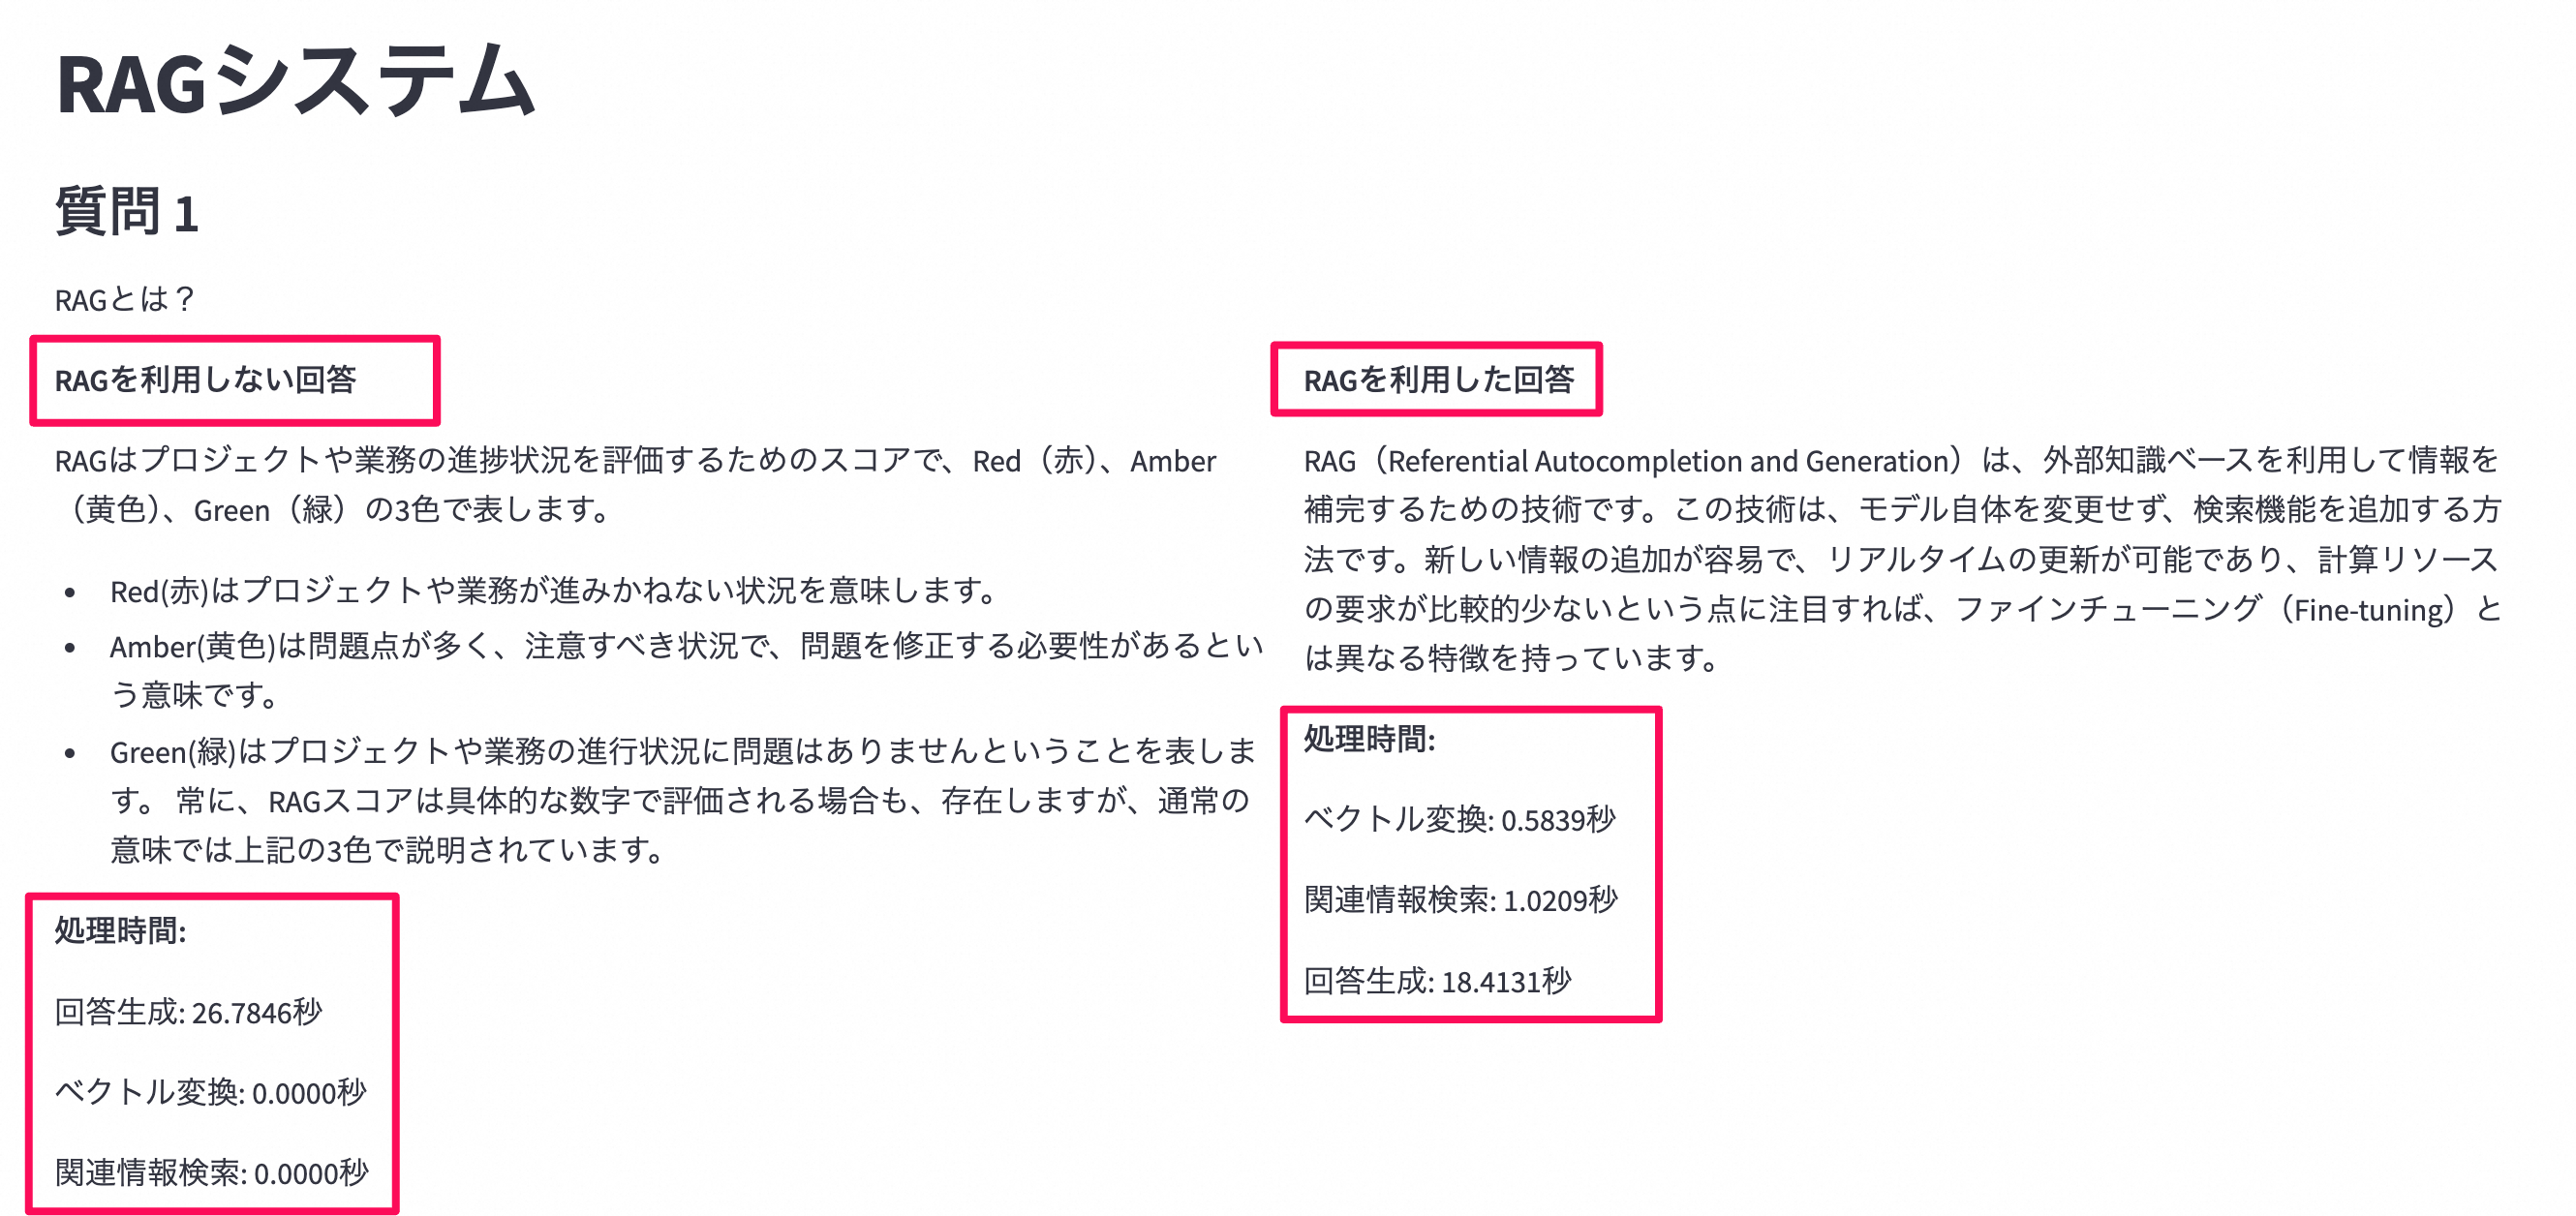 RAGシステム
質問 1
RAGとは？
RAGを利用しない回答
RAGはプロジェクトや業務の進捗状況を評価するためのスコアで、Red（赤）、Amber
（黄色）、Green（緑）の3色で表します。
• Red(赤)はプロジェクトや業務が進みかねない状況を意味します。
• Amber(黄色)は問題点が多く、注意すべき状況で、問題を修正する必要性があるとい
う意味です。
• Green(緑)はプロジェクトや業務の進行状況に問題はありませんということを表しま
す。 常に、RAGスコアは具体的な数字で評価される場合も、存在しますが、通常の
意味では上記の3色で説明されています。
処理時間:
回答生成: 26.7846秒
ベクトル変換: 0.0000秒
関連情報検索: 0.0000秒
RAGを利用した回答
RAG（Referential Autocompletion and Generation）は、外部知識ベースを利用して情報を
補完するための技術です。この技術は、モデル自体を変更せず、検索機能を追加する方
法です。新しい情報の追加が容易で、リアルタイムの更新が可能であり、計算リソース
の要求が比較的少ないという点に注目すれば、ファインチューニング（Fine-tuning）と
は異なる特徴を持っています。
処理時間:
ベクトル変換: 0.5839秒
関連情報検索: 1.0209秒
回答生成: 18.4131秒